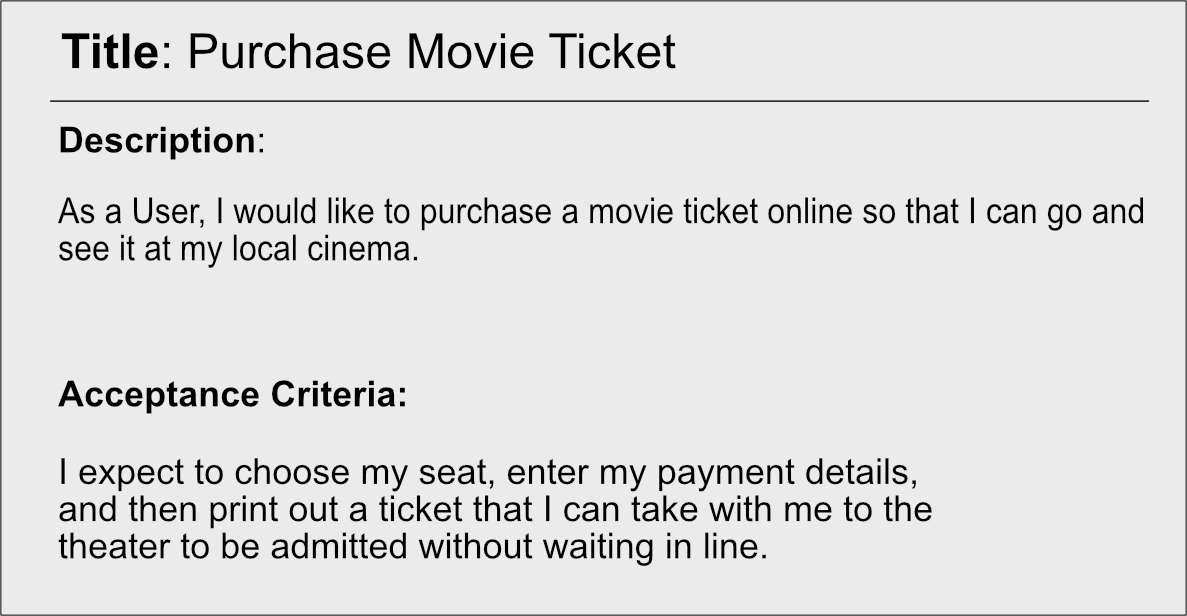 Title: Purchase Movie Ticket
Description:
As a User, I would like to purchase a movie ticket online so that I can go and
see it at my local cinema.
Acceptance Criteria:
I expect to choose my seat, enter my payment details,
and then print out a ticket that I can take with me to the
theater to be admitted without waiting in line.